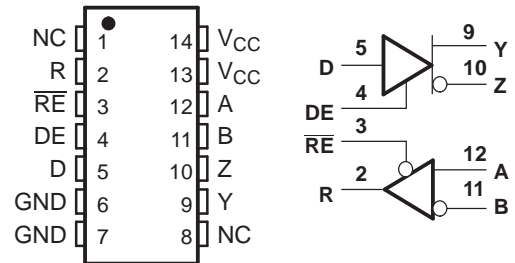 NC 1 14 VCC
R 2 13 VCC
RE 3 12 A
DE 4 11 B
D 5 10 Z
GND 6 9 Y
GND 7 8 NC
5 9 Y
D 10 Z
4
DE
3
RE
2 12 A
R 11 B